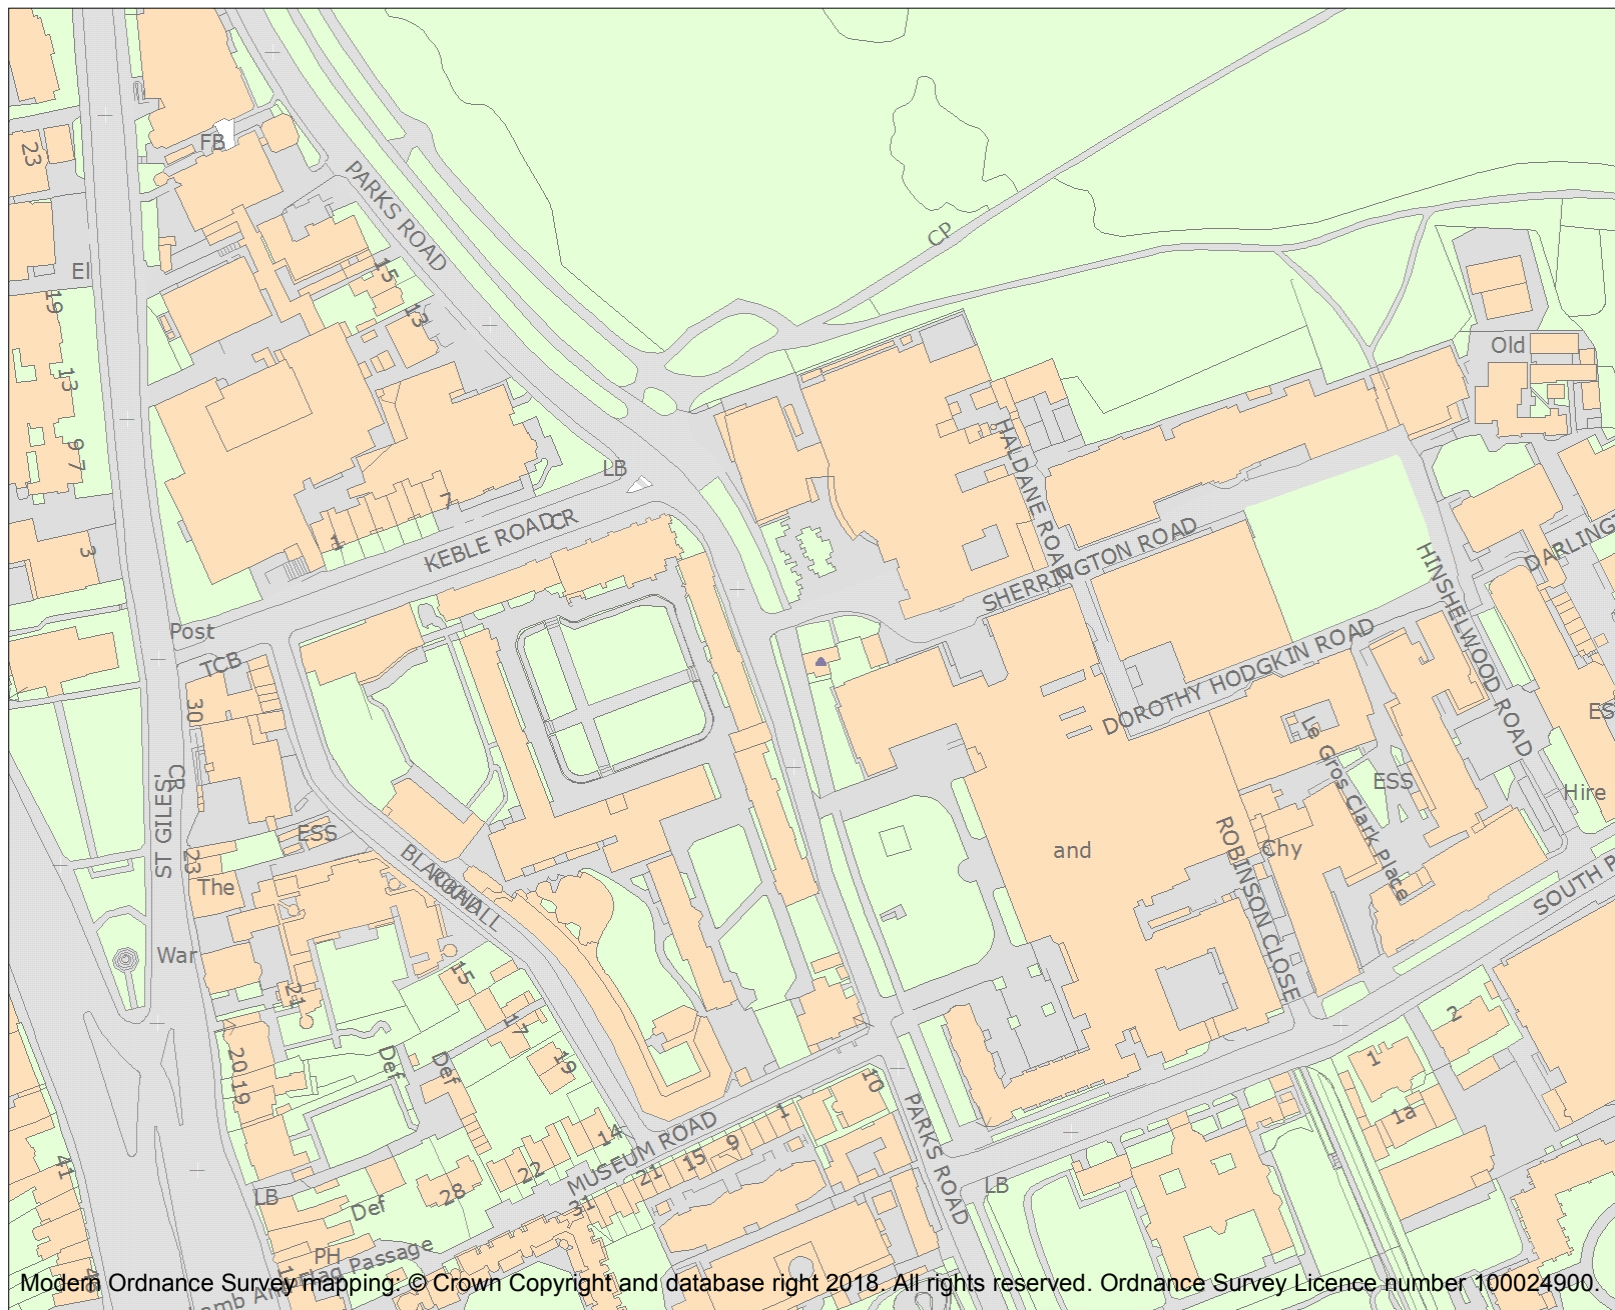 FB
23
PARKS ROAD
El
15
CP
19
13
Old
13
9 7
LB
HALDANE ROAD
7
CR
KEBLE ROAD
1
3
SHERRINGTON ROAD
HINSHELWOOD ROAD
Post
TCB
DOROTHY HODGKIN ROAD
30
Le Gros Clark Place
CR
ST GILES'
ESS
Hire
ESS
23
BLACKHALL
ROAD
and
ROBINSON CLOSE
Chy
The
SOUTH P
War
15
21
17
2
20
19
Def
Def
19
1
10
1
1a
14
MUSEUM ROAD
9
PARKS ROAD
41
22
15
21
LB
28
LB
Def
31
PH
Lamb And Flag Passage
Modern Ordnance Survey mapping: © Crown Copyright and database right 2018. All rights reserved. Ordnance Survey Licence number 100024900.